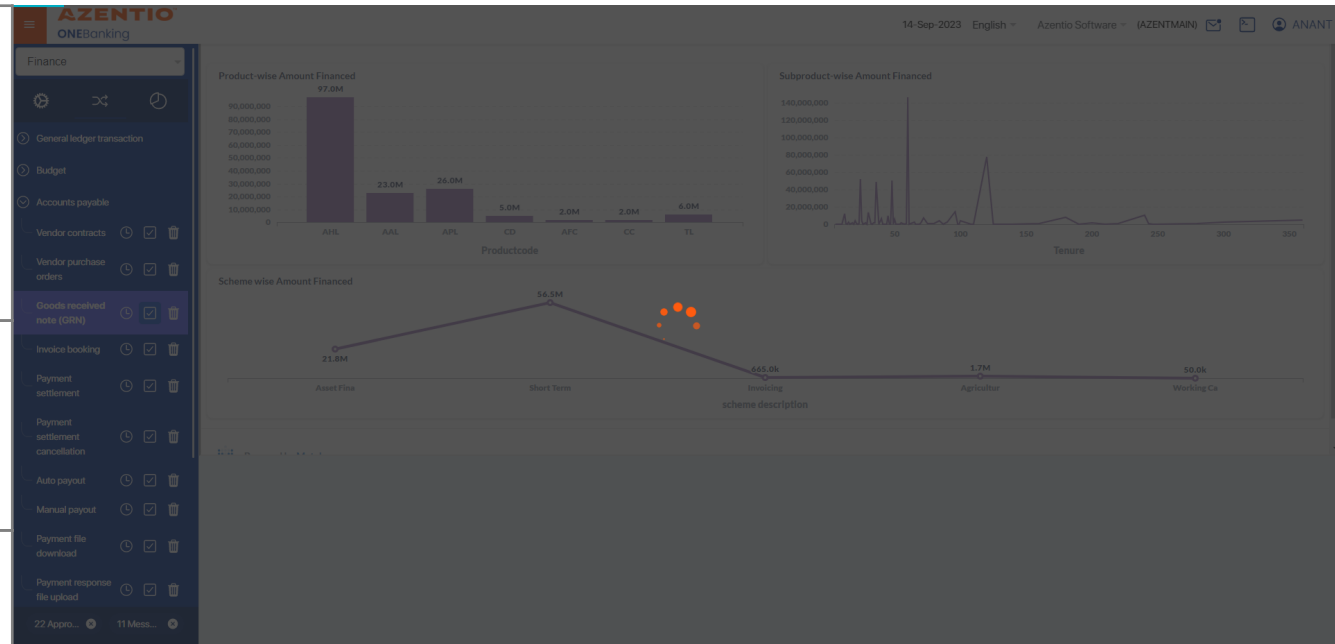 AZENTIO
ONEBanking
14-Sep-2023 English Azentio Software (AZENTMAIN) ANANT
Finance
General ledger transaction
Budget
Accounts payable
Vendor contracts
Vendor purchase
orders
Goods received
note (GRN)
Invoice booking
Payment
settlement
Payment
settlement
cancellation
Auto payout
Manual payout
Payment file
download
Payment response
file upload
22 Appro...
11 Mess...
Product-wise Amount Financed
97.0M
90,000,000
80,000,000
70,000,000
60,000,000
50,000,000
40,000,000
30,000,000
20,000,000
10,000,000
0
23.0M
26.0M
5.0M
2.0M
2.0M
6.0M
AHL AAL APL CD AFC CC TL
Productcode
Subproduct-wise Amount Financed
140,000,000
120,000,000
100,000,000
80,000,000
60,000,000
40,000,000
20,000,000
0
50 100 150 200 250 300 350
Tenure
Scheme wise Amount Financed
56.5M
21.8M
665.0k
1.7M
50.0k
Asset Fina Short Term Invoicing Agricultur Working Ca
scheme description